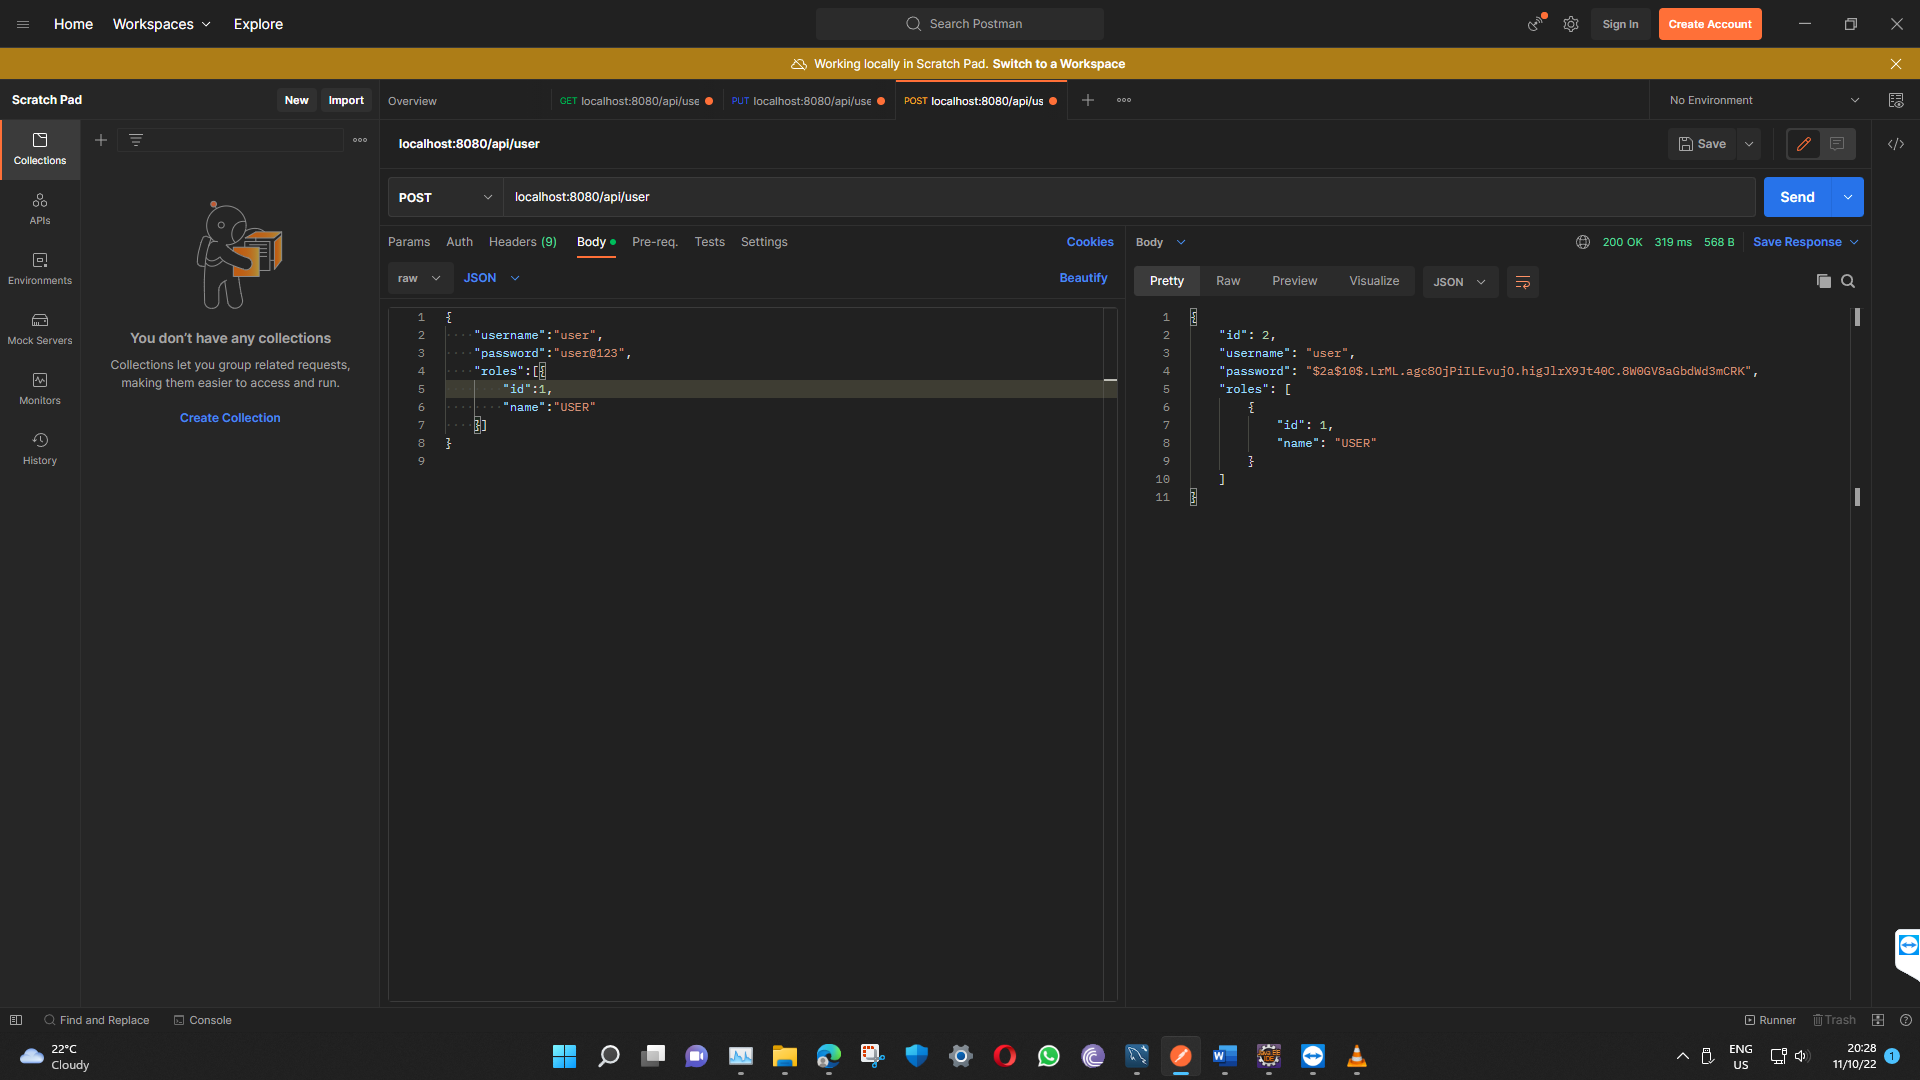 Home
Workspaces
Explore
Search Postman
Sign In
Create Account
Working locally in Scratch Pad. Switch to a Workspace
Scratch Pad
New
Import
Overview
GET localhost:8080/api/use
PUT localhost:8080/api/use
POST localhost:8080/api/us
No Environment
Collections
APIs
Environments
Mock Servers
Monitors
History
You don't have any collections
Collections let you group related requests,
making them easier to access and run.
Create Collection
localhost:8080/api/user
Save
POST
localhost:8080/api/user
Send
Params
Auth
Headers (9)
Body
Pre-req.
Tests
Settings
Cookies
raw
JSON
Beautify
1 {
2 "username":"user",
3 "password":"user@123",
4 "roles":[{
5 "id":1,
6 "name":"USER"
7 }]
8 }
9
Body
200 OK
319 ms
568 B
Save Response
Pretty
Raw
Preview
Visualize
JSON
1 {
2 "id": 2,
3 "username": "user",
4 "password": "$2a$10$.LrML.agc8OjPiILEvujO.higJlrX9Jt40C.8W0GV8aGbdWd3mCRK",
5 "roles": [
6 {
7 "id": 1,
8 "name": "USER"
9 }
10 ]
11 }
Find and Replace
Console
Runner
Trash
22°C
Cloudy
W
Java EE
IDE
ENG
US
20:28
11/10/22
1